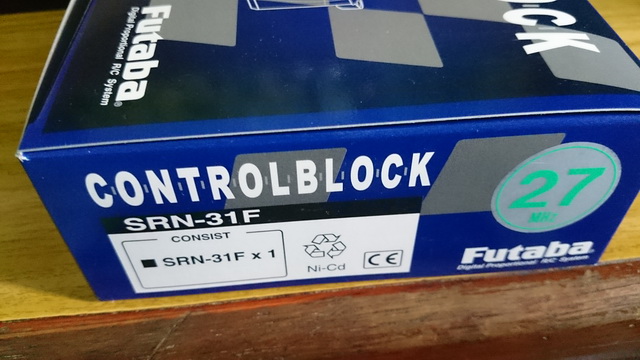 Futaba®
Digital Proportional R/C System
OCK
CONTROLBLOCK
SRN-31F
CONSIST
■ SRN-31F x 1
Ni-Cd
CE
27
MHz
Futaba®
Digital Proportional R/C System